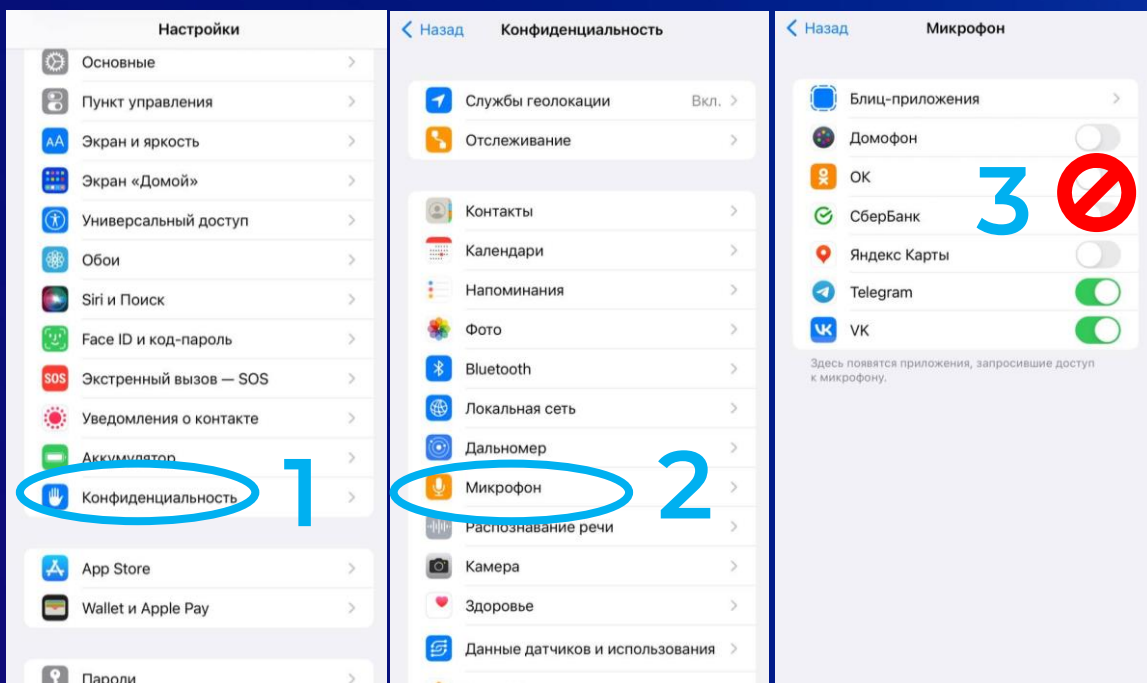 Настройки
Основные
Пункт управления
AA Экран и яркость
Экран «Домой»
Универсальный доступ
Обои
Siri и Поиск
Face ID и код-пароль
SOS Экстренный вызов — SOS
Уведомления о контакте
Аккумулятор
Конфиденциальность
1
App Store
Wallet и Apple Pay
Пароли
Назад Конфиденциальность
Службы геолокации Вкл.
Отслеживание
Контакты
Календари
Напоминания
Фото
Bluetooth
Локальная сеть
Дальномер
Микрофон
2
Распознавание речи
Камера
Здоровье
Данные датчиков и использования
Назад Микрофон
Блиц-приложения
Домофон
ОК
3
СберБанк
Яндекс Карты
Telegram
VK
Здесь появятся приложения, запросившие доступ
к микрофону.